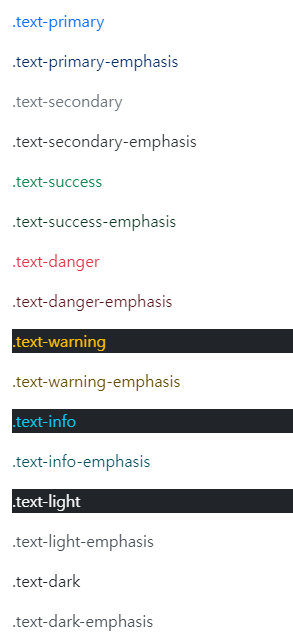 .text-primary
.text-primary-emphasis
.text-secondary
.text-secondary-emphasis
.text-success
.text-success-emphasis
.text-danger
.text-danger-emphasis
.text-warning
.text-warning-emphasis
.text-info
.text-info-emphasis
.text-light
.text-light-emphasis
.text-dark
.text-dark-emphasis